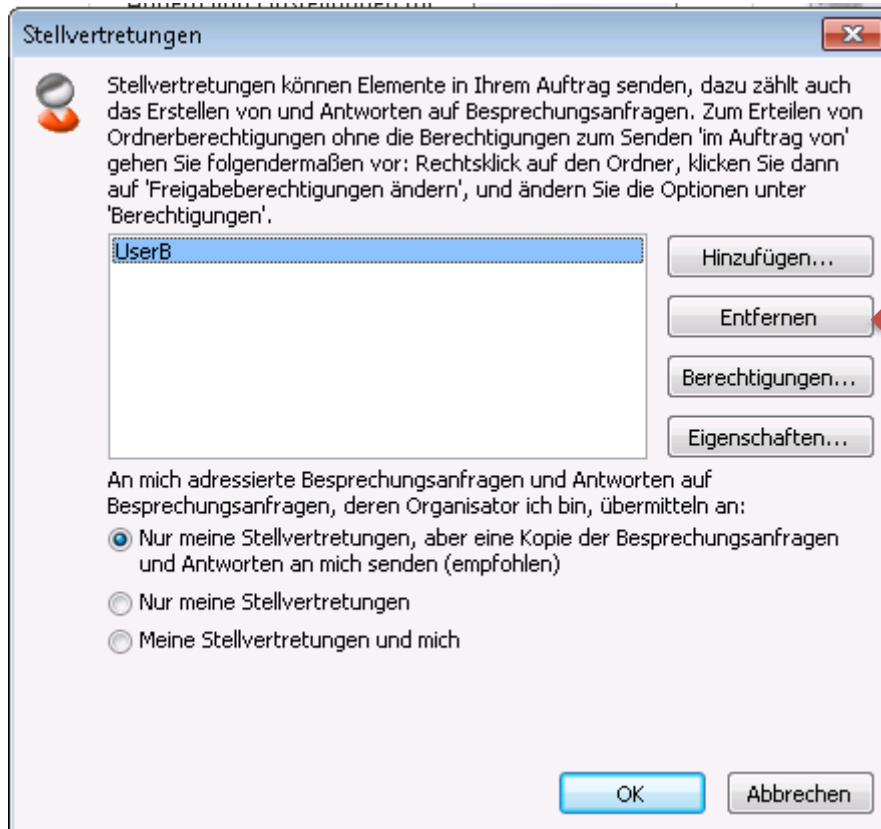 Stellvertretungen
Stellvertretungen können Elemente in Ihrem Auftrag senden, dazu zählt auch
das Erstellen von und Antworten auf Besprechungsanfragen. Zum Erteilen von
Ordnerberechtigungen ohne die Berechtigungen zum Senden 'im Auftrag von'
gehen Sie folgendermaßen vor: Rechtsklick auf den Ordner, klicken Sie dann
auf 'Freigabeberechtigungen ändern', und ändern Sie die Optionen unter
'Berechtigungen'.
UserB
Hinzufügen...
Entfernen
Berechtigungen...
Eigenschaften...
An mich adressierte Besprechungsanfragen und Antworten auf
Besprechungsanfragen, deren Organisator ich bin, übermitteln an:
Nur meine Stellvertretungen, aber eine Kopie der Besprechungsanfragen
und Antworten an mich senden (empfohlen)
Nur meine Stellvertretungen
Meine Stellvertretungen und mich
OK
Abbrechen